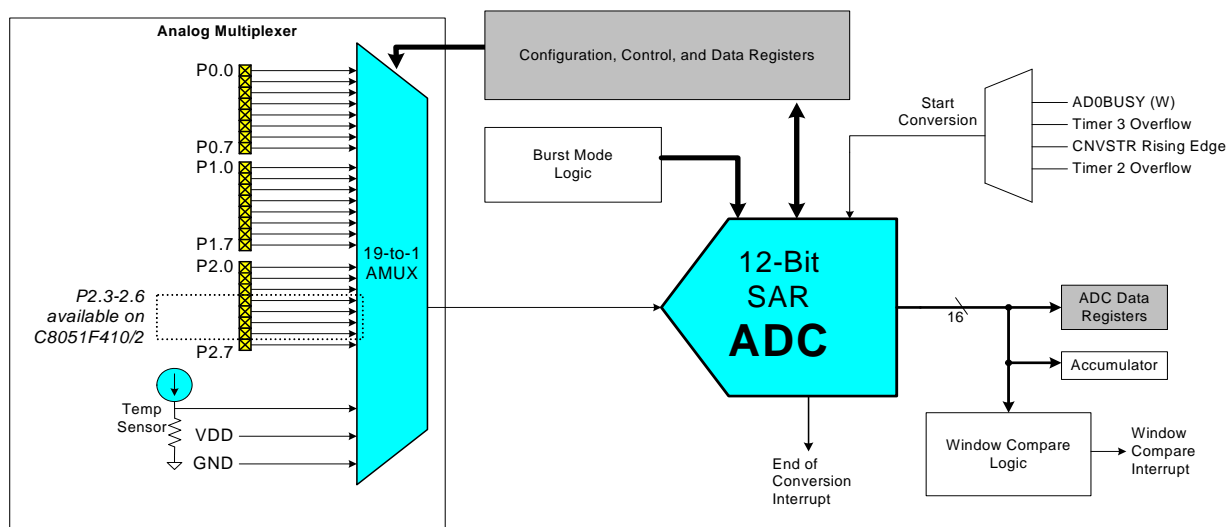 Analog Multiplexer
P0.0
P0.7
P1.0
P1.7
P2.0
P2.3-2.6
available on
C8051F410/2
P2.7
Temp
Sensor
VDD
GND
19-to-1
AMUX
Configuration, Control, and Data Registers
Burst Mode
Logic
Start
Conversion
AD0BUSY (W)
Timer 3 Overflow
CNVSTR Rising Edge
Timer 2 Overflow
12-Bit
SAR
ADC
16
ADC Data
Registers
Accumulator
Window Compare
Logic
Window
Compare
Interrupt
End of
Conversion
Interrupt